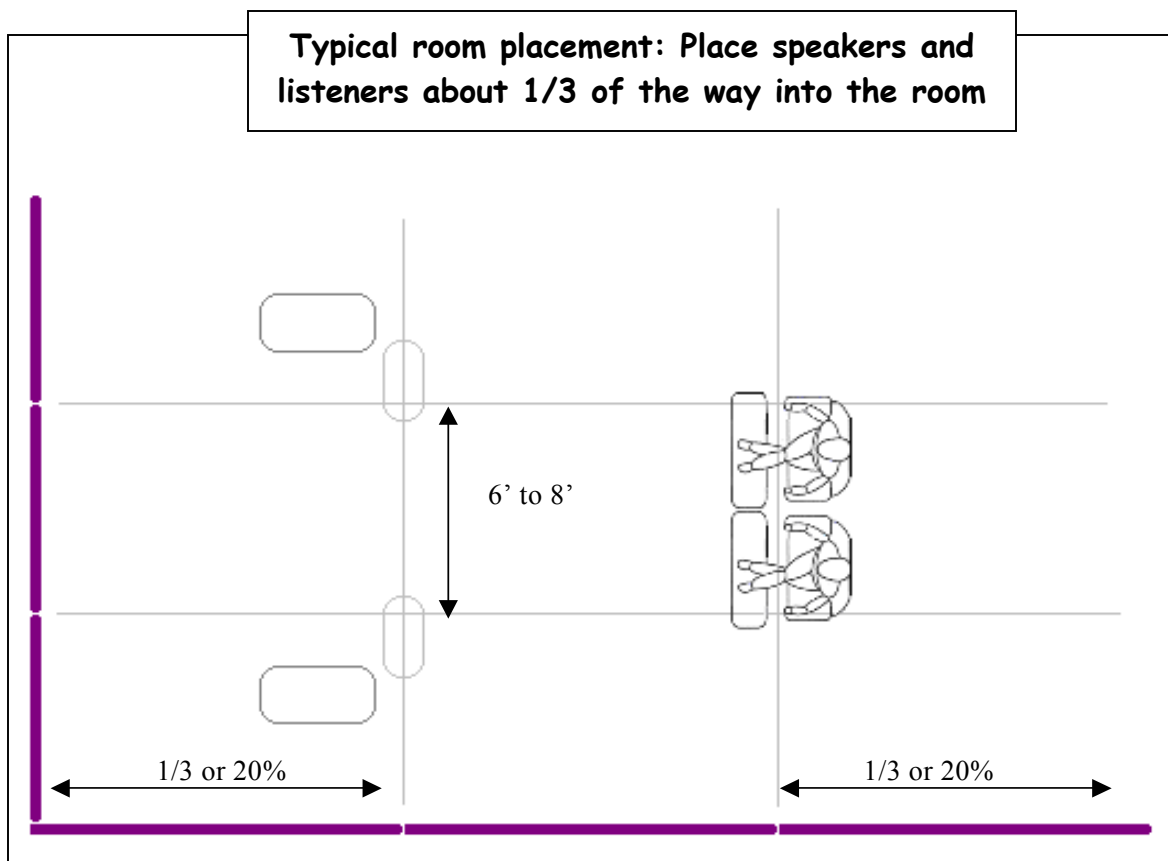 Typical room placement: Place speakers and
listeners about 1/3 of the way into the room
6’ to 8’
1/3 or 20%
1/3 or 20%